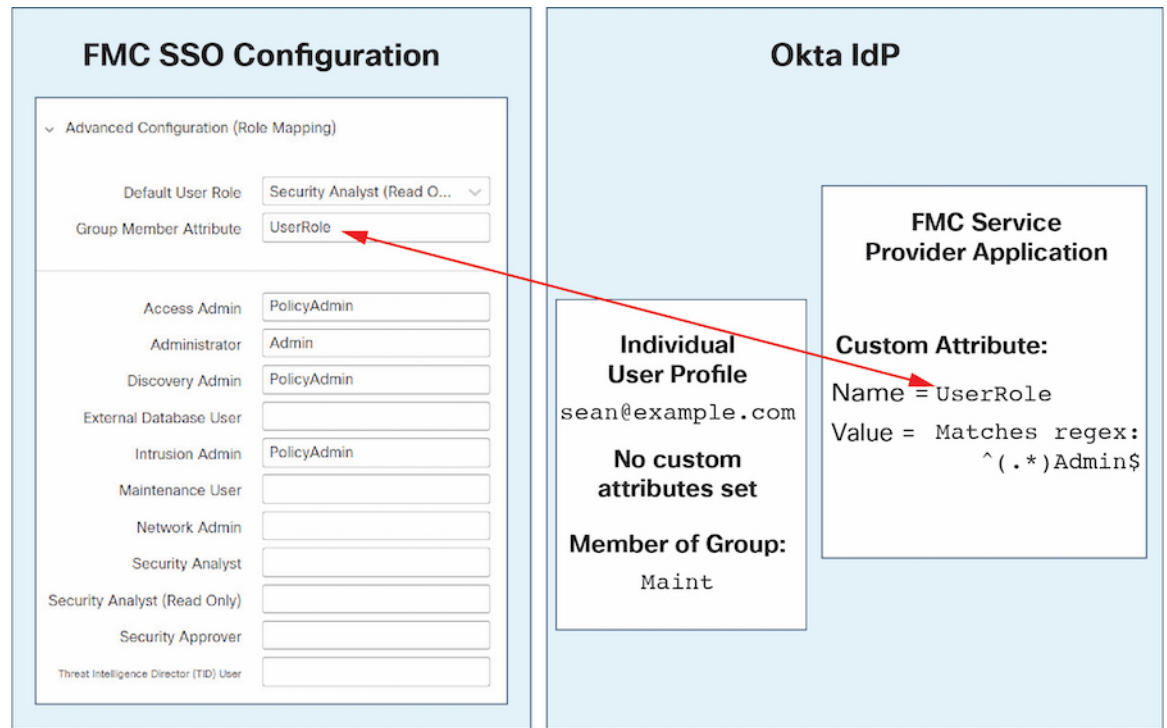 FMC SSO Configuration
Advanced Configuration (Role Mapping)
Default User Role
Security Analyst (Read O...
Group Member Attribute
UserRole
Access Admin
PolicyAdmin
Administrator
Admin
Discovery Admin
PolicyAdmin
External Database User
Intrusion Admin
PolicyAdmin
Maintenance User
Network Admin
Security Analyst
Security Analyst (Read Only)
Security Approver
Threat Intelligence Director (TID) User
Okta IdP
Individual
User Profile
sean@example.com
No custom
attributes set
Member of Group:
Maint
FMC Service
Provider Application
Custom Attribute:
Name = UserRole
Value = Matches regex:
^(.*)Admin$